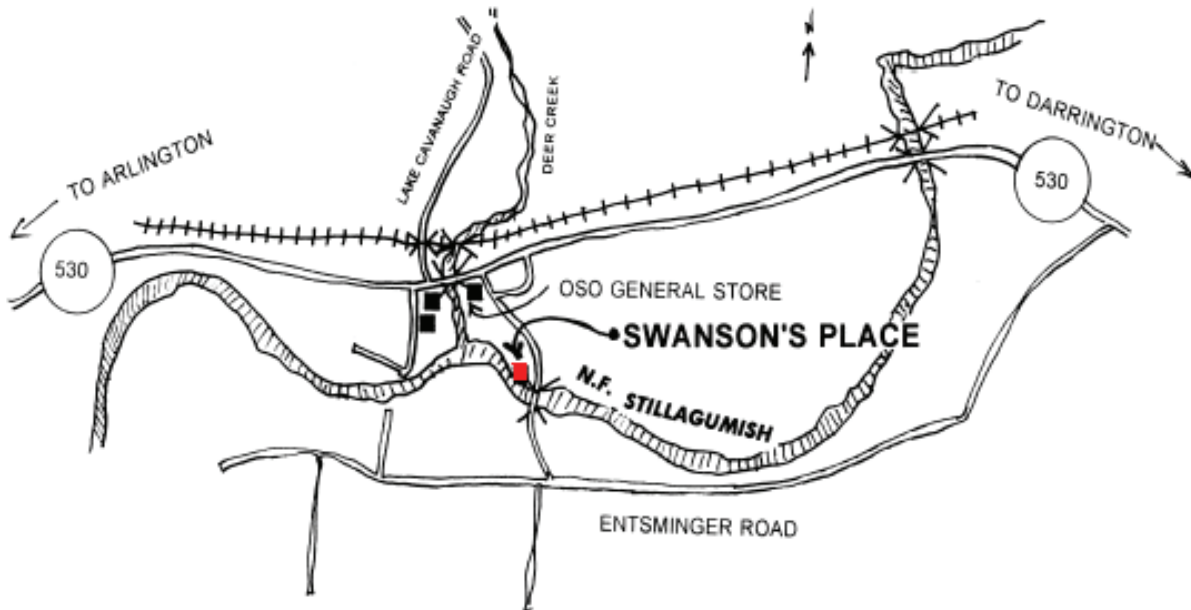 N
LAKE CAVANAUGH ROAD
DEER CREEK
TO DARRINGTON
TO ARLINGTON
530
530
OSO GENERAL STORE
SWANSON'S PLACE
N.F. STILLAGUMISH
ENTSMINGER ROAD